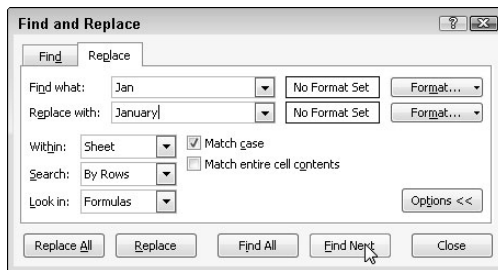 Find and Replace
Find Replace
Find what: Jan No Format Set Format...
Replace with: January No Format Set Format...
Within: Sheet Match case
Match entire cell contents
Search: By Rows
Look in: Formulas Options <<
Replace All Replace Find All Find Next Close